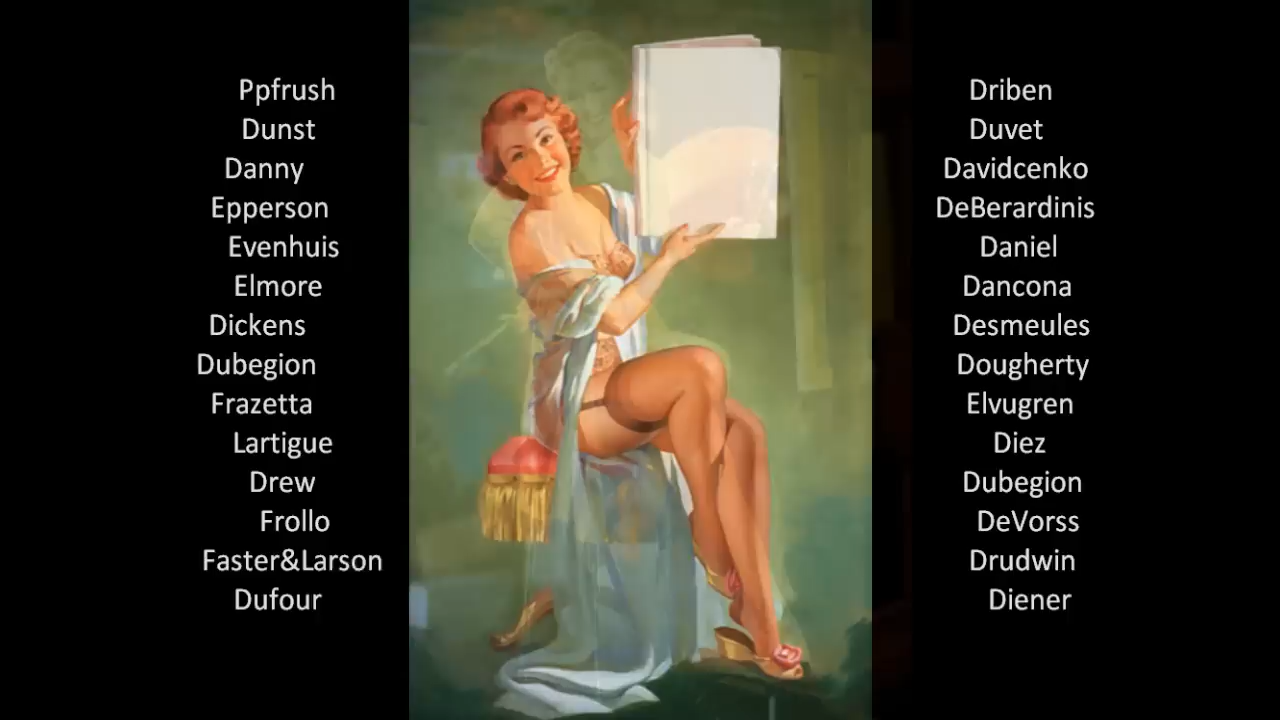 Ppfrush
Dunst
Danny
Epperson
Evenhuis
Elmore
Dickens
Dubegion
Frazetta
Lartigue
Drew
Frollo
Faster&Larson
Dufour
Driben
Duvet
Davidcenko
DeBerardinis
Daniel
Dancona
Desmeules
Dougherty
Elvugren
Diez
Dubegion
DeVorss
Drudwin
Diener